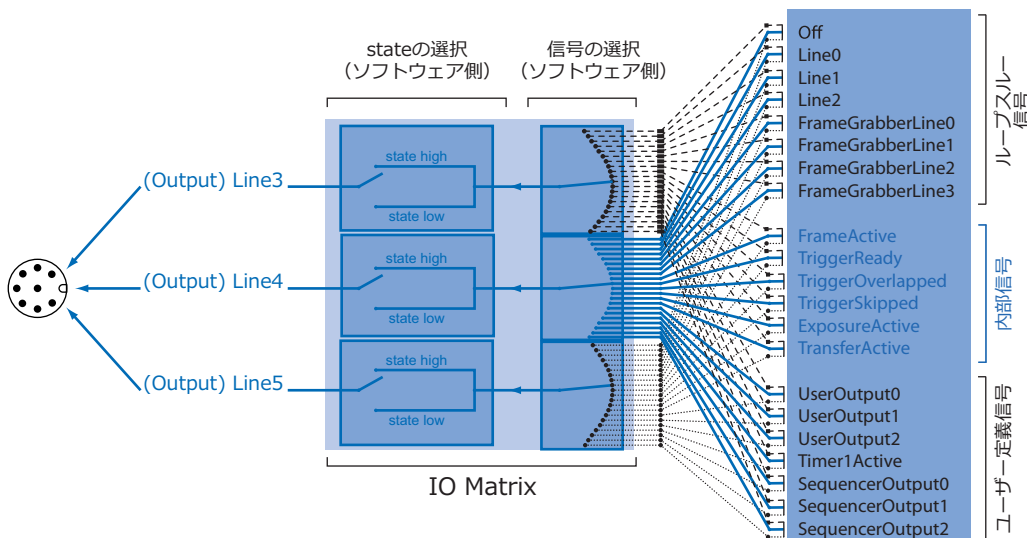 stateの選択
(ソフトウェア側)
信号の選択
(ソフトウェア側)
state high
state low
(Output) Line3
state high
state low
(Output) Line4
state high
state low
(Output) Line5
IO Matrix
Off
Line0
Line1
Line2
FrameGrabberLine0
FrameGrabberLine1
FrameGrabberLine2
FrameGrabberLine3
ループスルー
信号
FrameActive
TriggerReady
TriggerOverlapped
TriggerSkipped
ExposureActive
TransferActive
内部信号
UserOutput0
UserOutput1
UserOutput2
Timer1Active
SequencerOutput0
SequencerOutput1
SequencerOutput2
ユーザー定義信号